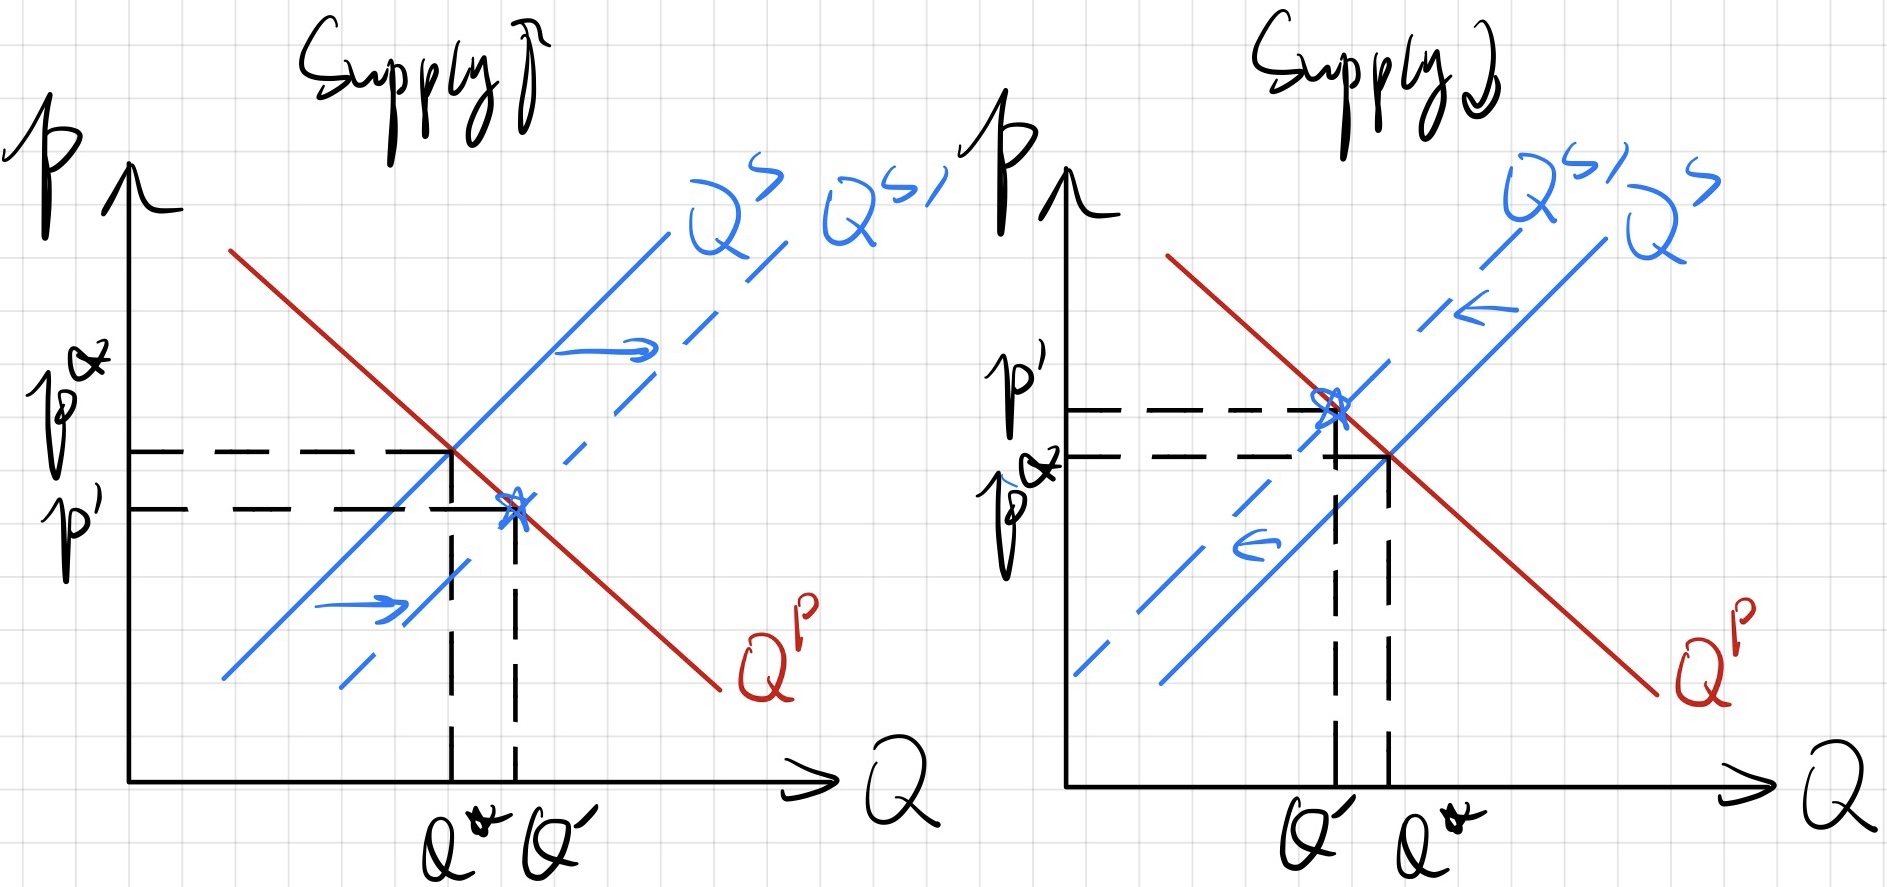 Supply↑
Supply↓
P
Q^S Q^S'
P*
P'
Q^D
Q
Q* Q'
P
Q^S' Q^S
P'
P*
Q^D
Q
Q' Q*